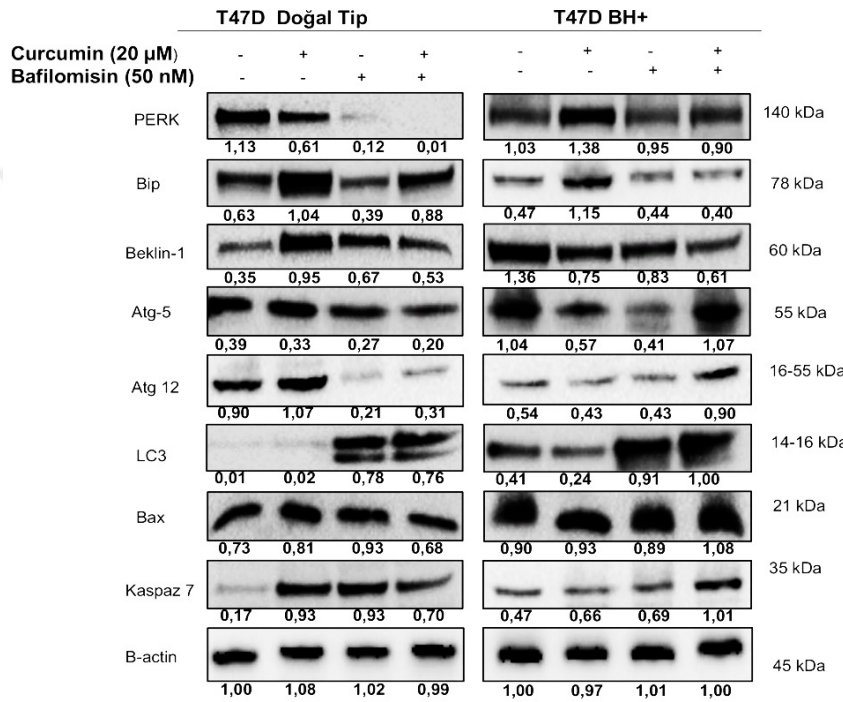 T47D Doğal Tip T47D BH+
Curcumin (20 µM) - + - + - + - +
Bafilomisin (50 nM) - - + + - - + +
PERK 140 kDa
1,13 0,61 0,12 0,01 1,03 1,38 0,95 0,90
Bip 78 kDa
0,63 1,04 0,39 0,88 0,47 1,15 0,44 0,40
Beklin-1 60 kDa
0,35 0,95 0,67 0,53 1,36 0,75 0,83 0,61
Atg-5 55 kDa
0,39 0,33 0,27 0,20 1,04 0,57 0,41 1,07
Atg 12 16-55 kDa
0,90 1,07 0,21 0,31 0,54 0,43 0,43 0,90
LC3 14-16 kDa
0,01 0,02 0,78 0,76 0,41 0,24 0,91 1,00
Bax 21 kDa
0,73 0,81 0,93 0,68 0,90 0,93 0,89 1,08
Kaspaz 7 35 kDa
0,17 0,93 0,93 0,70 0,47 0,66 0,69 1,01
B-actin 45 kDa
1,00 1,08 1,02 0,99 1,00 0,97 1,01 1,00